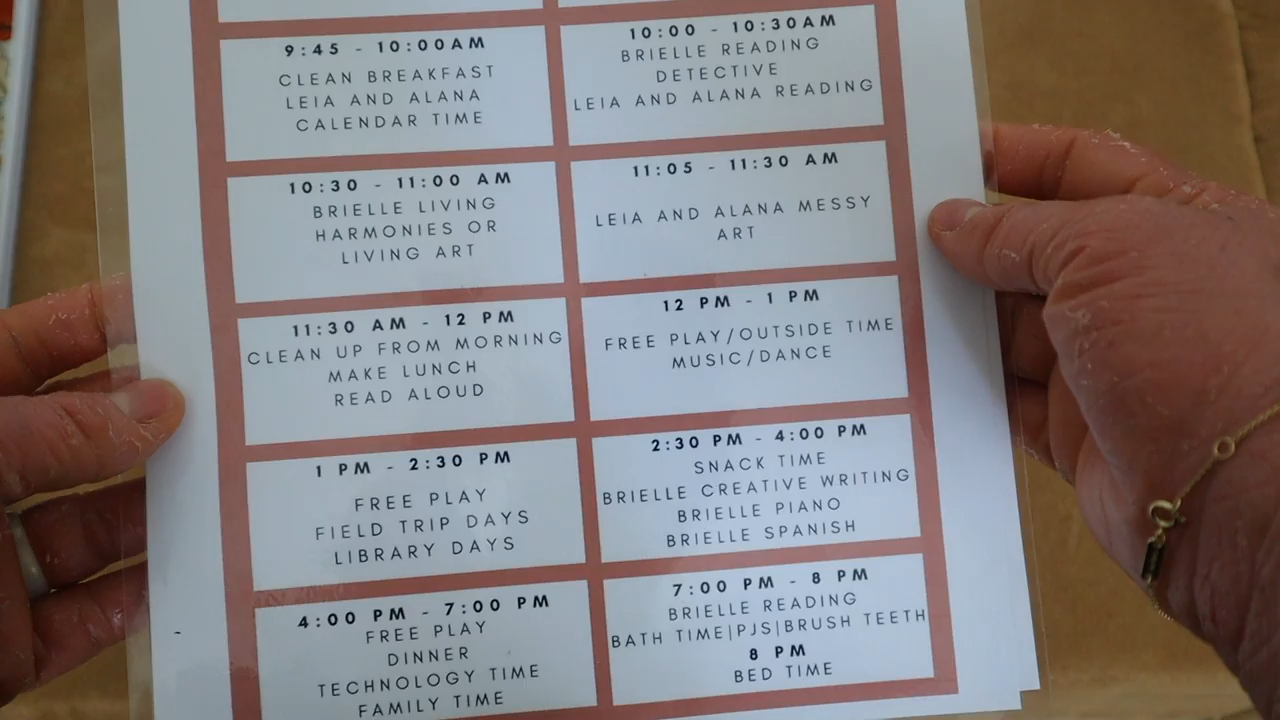 9:45 - 10:00AM
CLEAN BREAKFAST
LEIA AND ALANA
CALENDAR TIME
10:00 - 10:30AM
BRIELLE READING
DETECTIVE
LEIA AND ALANA READING
10:30 - 11:00 AM
BRIELLE LIVING
HARMONIES OR
LIVING ART
11:05 - 11:30 AM
LEIA AND ALANA MESSY
ART
11:30 AM - 12 PM
CLEAN UP FROM MORNING
MAKE LUNCH
READ ALOUD
12 PM - 1 PM
FREE PLAY/OUTSIDE TIME
MUSIC/DANCE
1 PM - 2:30 PM
FREE PLAY
FIELD TRIP DAYS
LIBRARY DAYS
2:30 PM - 4:00 PM
SNACK TIME
BRIELLE CREATIVE WRITING
BRIELLE PIANO
BRIELLE SPANISH
4:00 PM - 7:00 PM
FREE PLAY
DINNER
TECHNOLOGY TIME
FAMILY TIME
7:00 PM - 8 PM
BRIELLE READING
BATH TIME|PJS|BRUSH TEETH
8 PM
BED TIME